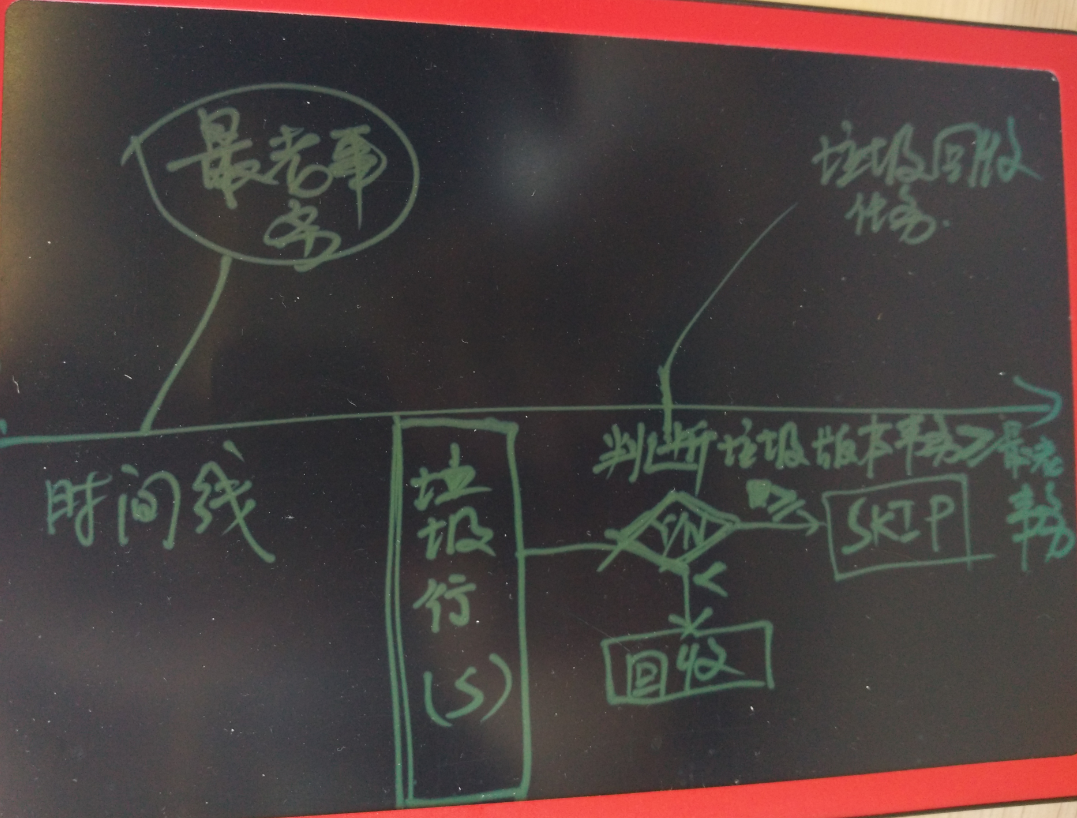 最老事
务
垃圾回收
任务.
时间线
垃
圾
行
(S)
判断垃圾版本事务≥最老
事务
Y/N
≥
SKIP
<
回收